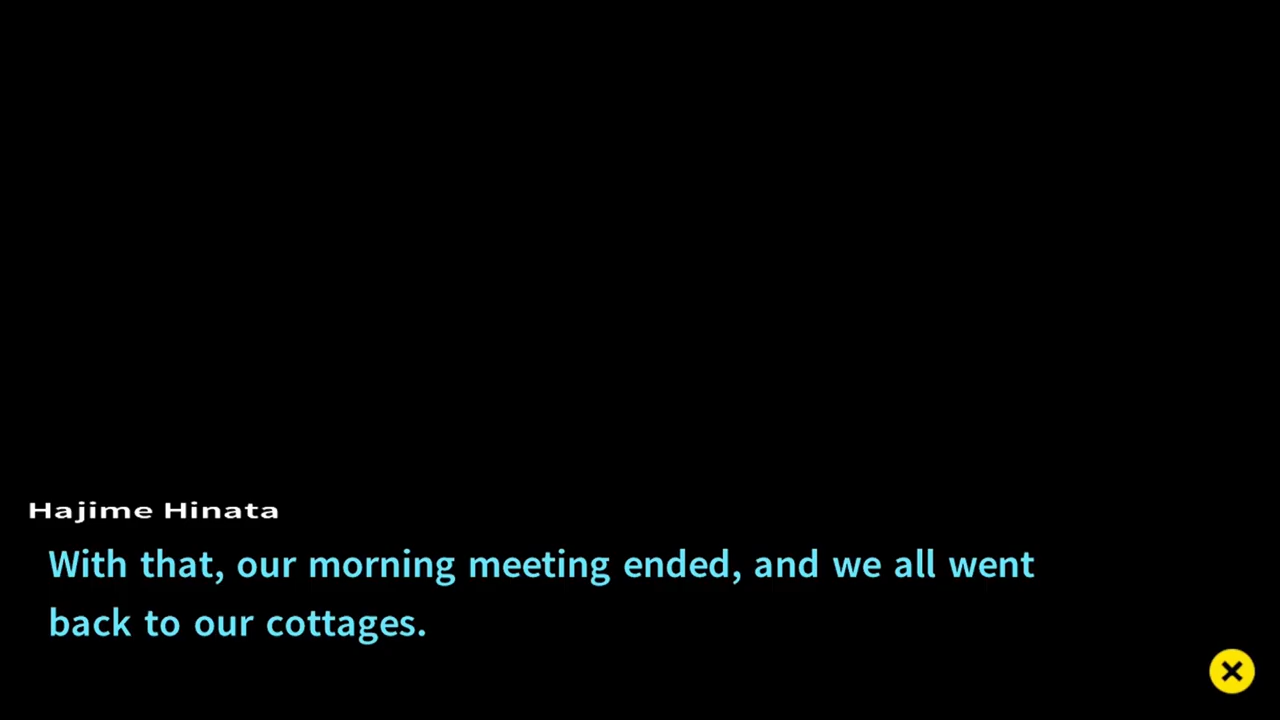 Hajime Hinata
With that, our morning meeting ended, and we all went
back to our cottages.